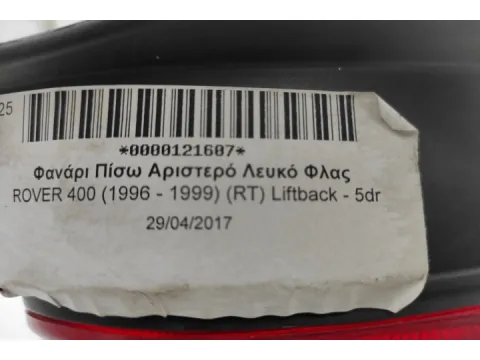 25
*0000121607*
Φανάρι Πίσω Αριστερό Λευκό Φλας
ROVER 400 (1996 - 1999) (RT) Liftback - 5dr
29/04/2017